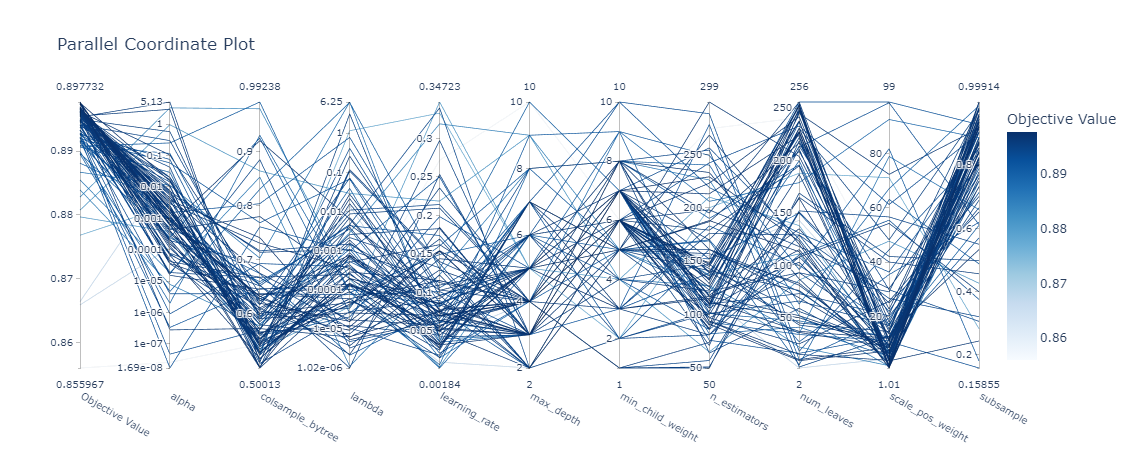 Parallel Coordinate Plot
0.897732 0.99238 0.34723 10 10 299 256 99 0.99914
5.13 6.25 10 10
Objective Value
0.89 0.88 0.87 0.86
1 0.1 0.01 0.001 0.0001 1e-05 1e-06 1e-07 1.69e-08
0.9 0.8 0.7 0.6
1 0.1 0.01 0.001 0.0001 1e-05 1.02e-06
0.3 0.25 0.2 0.15 0.1 0.05
8 6 4 2
8 6 4 2
250 200 150 100 50
250 200 150 100 50
80 60 40 20
0.8 0.6 0.4 0.2
0.89
0.88
0.87
0.86
0.855967 0.50013 0.00184 2 1 50 2 1.01 0.15855
Objective Value
alpha
colsample_bytree
lambda
learning_rate
max_depth
min_child_weight
n_estimators
num_leaves
scale_pos_weight
subsample